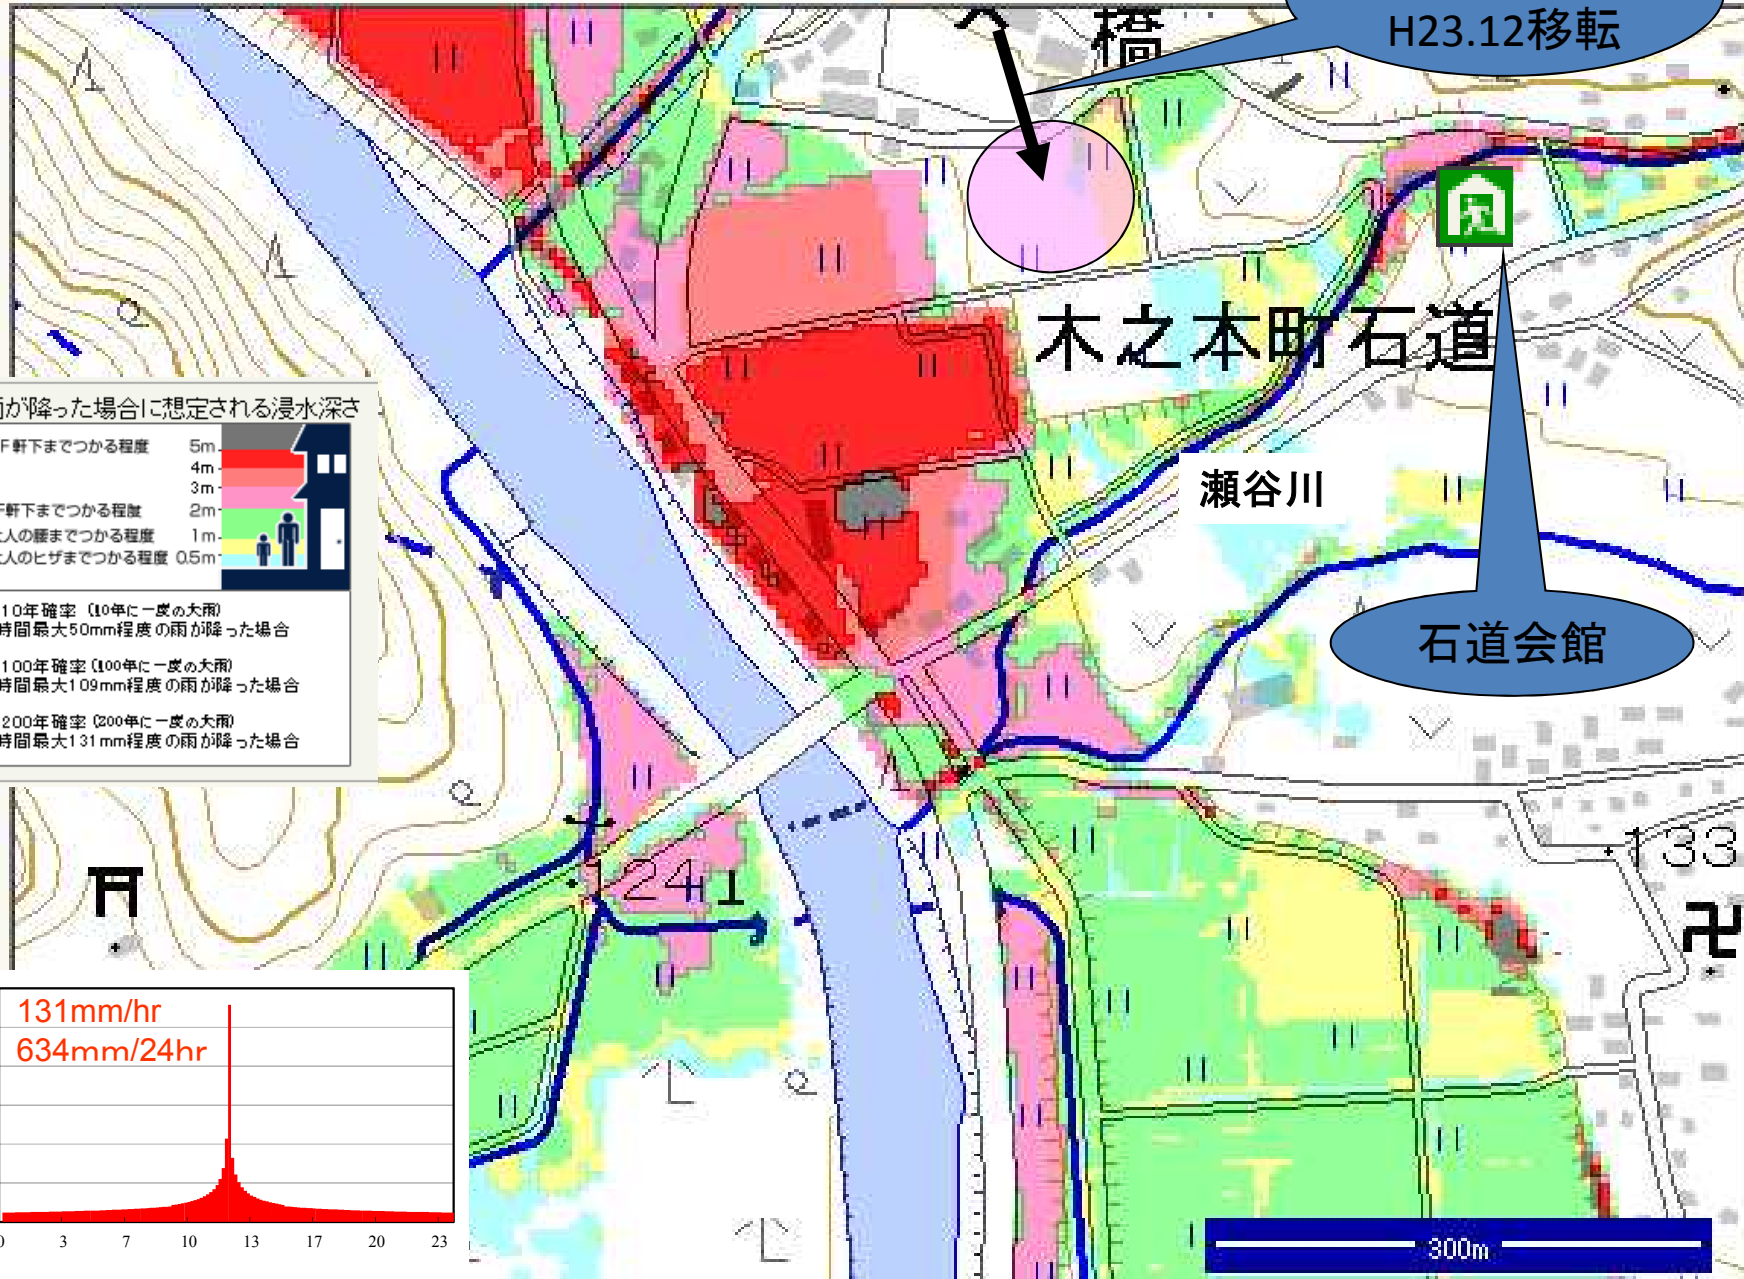 橋
H23.12移転
木之本町石道
瀬谷川
石道会館
雨が降った場合に想定される浸水深さ
F軒下までつかる程度 5m
4m
3m
F軒下までつかる程度 2m
大人の腰までつかる程度 1m
大人のヒザまでつかる程度 0.5m
10年確率 (10年に一度の大雨)
時間最大50mm程度の雨が降った場合
100年確率 (100年に一度の大雨)
時間最大109mm程度の雨が降った場合
200年確率 (200年に一度の大雨)
時間最大131mm程度の雨が降った場合
124.1
133
131mm/hr
634mm/24hr
0 3 7 10 13 17 20 23
300m